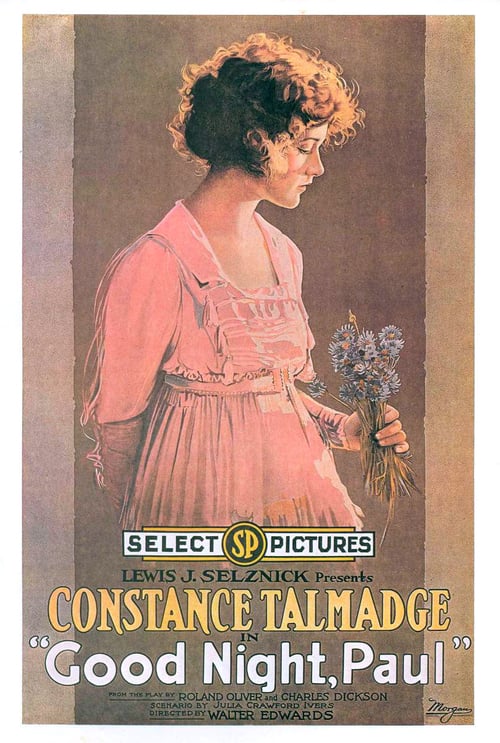 SELECT SP PICTURES
LEWIS J. SELZNICK Presents
CONSTANCE TALMADGE
IN
"Good Night, Paul"
FROM THE PLAY BY ROLAND OLIVER and CHARLES DICKSON
SCENARIO BY JULIA CRAWFORD IVERS
DIRECTED BY WALTER EDWARDS
Morgan